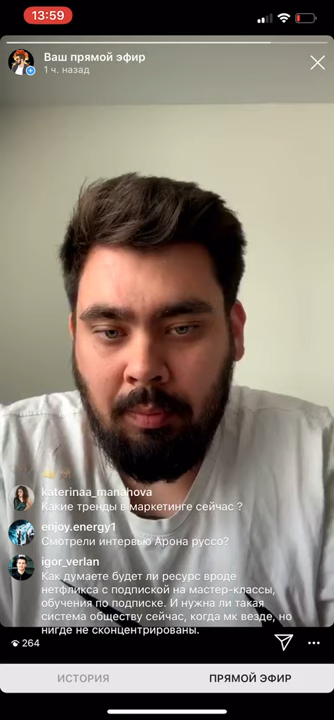 13:59
Ваш прямой эфир
1 ч. назад
katerinaa_manahova
Какие тренды в маркетинге сейчас ?
enjoy.energy1
Смотрели интервью Арона руссо?
igor_verlan
Как думаете будет ли ресурс вроде
нетфликса с подпиской на мастер-классы,
обучения по подписке. И нужна ли такая
система обществу сейчас, когда мк везде, но
нигде не сконцентрированы.
264
ИСТОРИЯ
ПРЯМОЙ ЭФИР